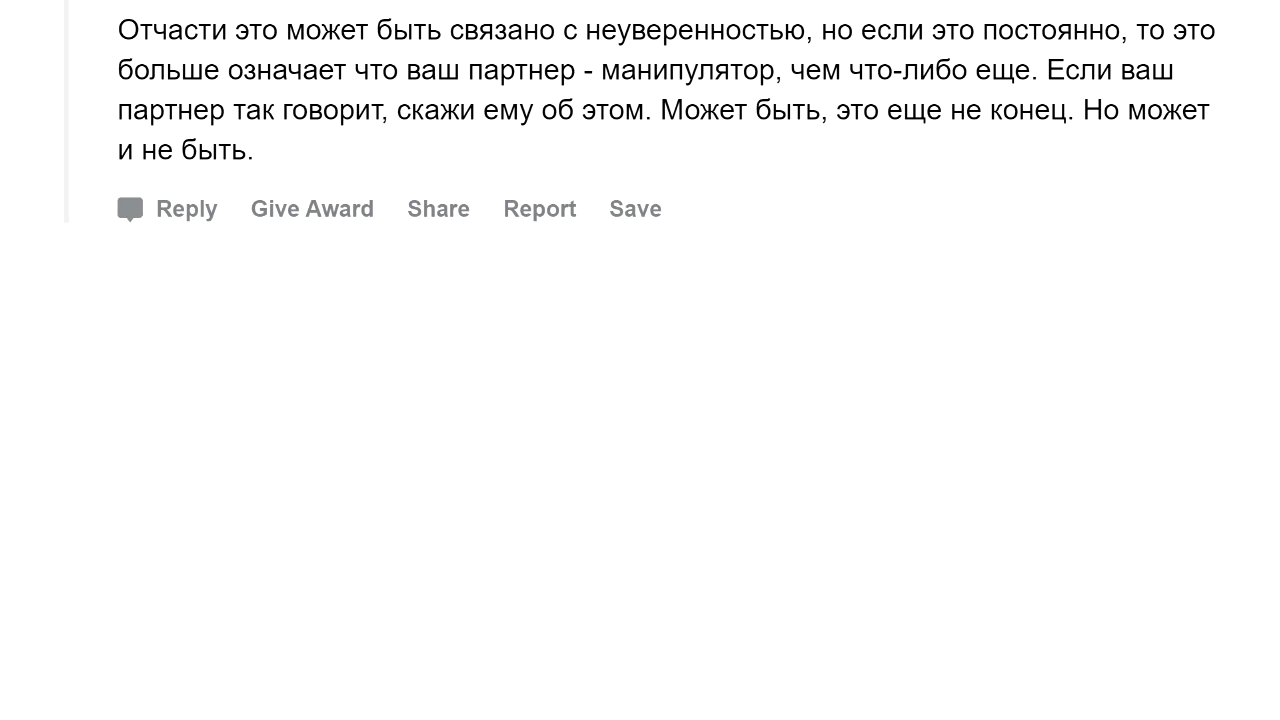 Отчасти это может быть связано с неуверенностью, но если это постоянно, то это
больше означает что ваш партнер - манипулятор, чем что-либо еще. Если ваш
партнер так говорит, скажи ему об этом. Может быть, это еще не конец. Но может
и не быть.
Reply Give Award Share Report Save